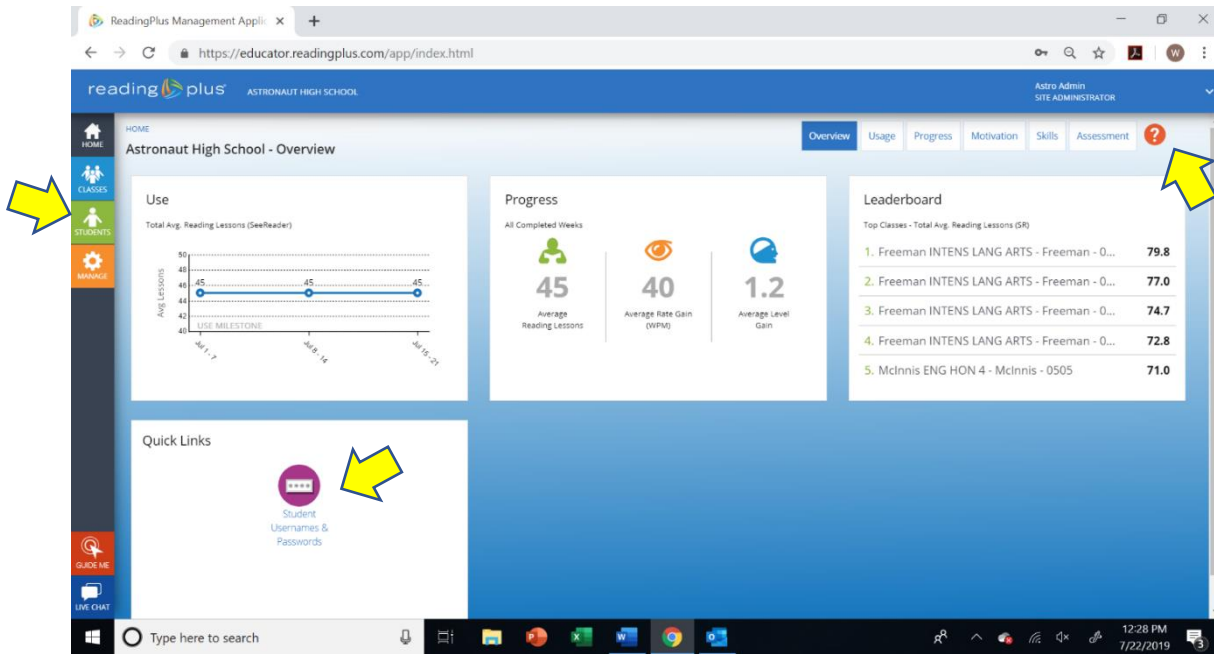 ReadingPlus Management Applic
https://educator.readingplus.com/app/index.html
W
reading plus
ASTRONAUT HIGH SCHOOL
Astro Admin
SITE ADMINISTRATOR
HOME
CLASSES
STUDENTS
MANAGE
GUIDE ME
LIVE CHAT
HOME
Astronaut High School - Overview
Overview Usage Progress Motivation Skills Assessment ?
Use
Total Avg. Reading Lessons (SeeReader)
Avg Lessons
50
48
46
44
42
40
45 45 45
USE MILESTONE
Jul 1 - 7
Jul 8 - 14
Jul 15 - 21
Progress
All Completed Weeks
45 40 1.2
Average
Reading Lessons
Average Rate Gain
(WPM)
Average Level
Gain
Leaderboard
Top Classes - Total Avg. Reading Lessons (SR)
1. Freeman INTENS LANG ARTS - Freeman - 0... 79.8
2. Freeman INTENS LANG ARTS - Freeman - 0... 77.0
3. Freeman INTENS LANG ARTS - Freeman - 0... 74.7
4. Freeman INTENS LANG ARTS - Freeman - 0... 72.8
5. McInnis ENG HON 4 - McInnis - 0505 71.0
Quick Links
Student
Usernames &
Passwords
Type here to search
12:28 PM
7/22/2019
3